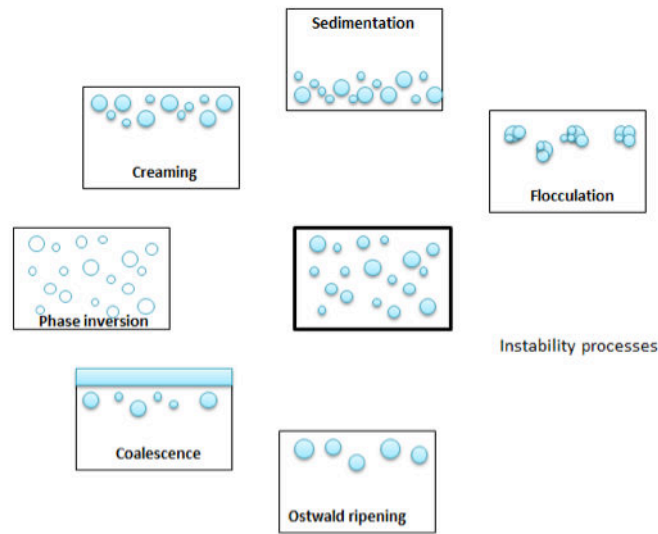 Sedimentation
Creaming
Flocculation
Phase inversion
Instability processes
Coalescence
Ostwald ripening